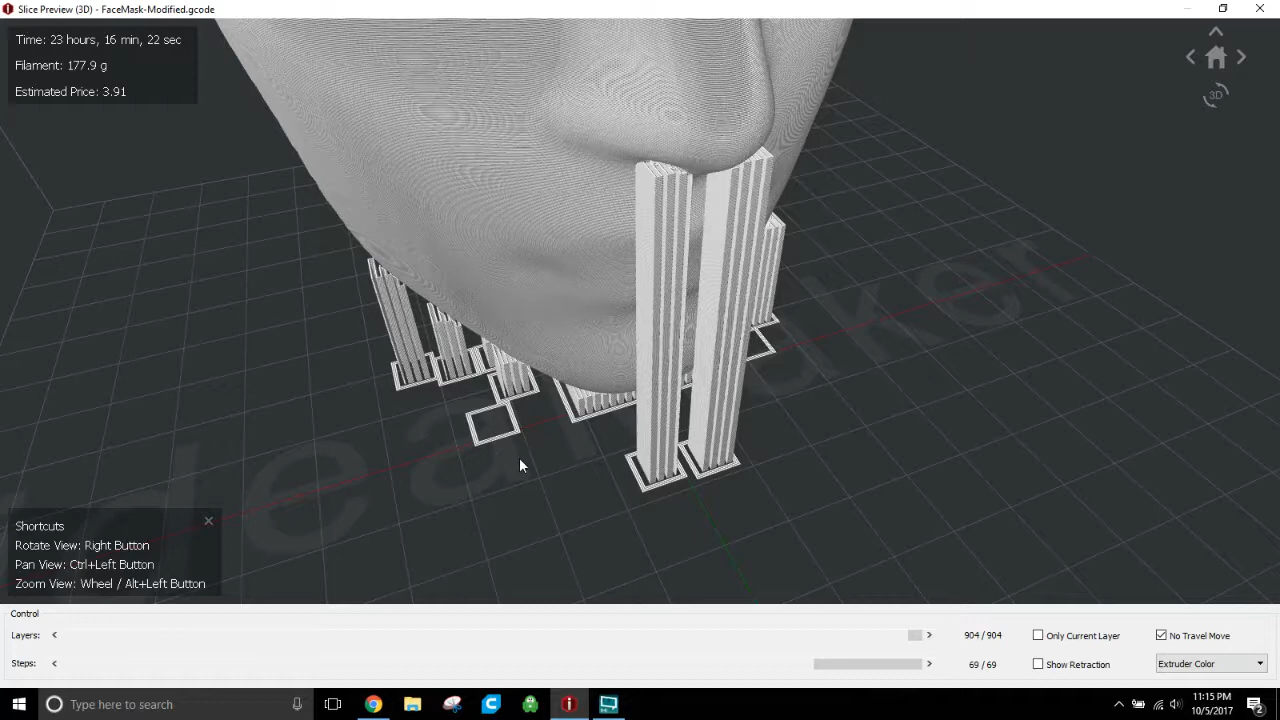 Slice Preview (3D) - FaceMask-Modified.gcode
Time: 23 hours, 16 min, 22 sec
Filament: 177.9 g
Estimated Price: 3.91
3D
ideaMaker
Shortcuts
Rotate View: Right Button
Pan View: Ctrl+Left Button
Zoom View: Wheel / Alt+Left Button
Control
Layers:
904 / 904
Only Current Layer
No Travel Move
Steps:
69 / 69
Show Retraction
Extruder Color
Type here to search
11:15 PM
10/5/2017
2